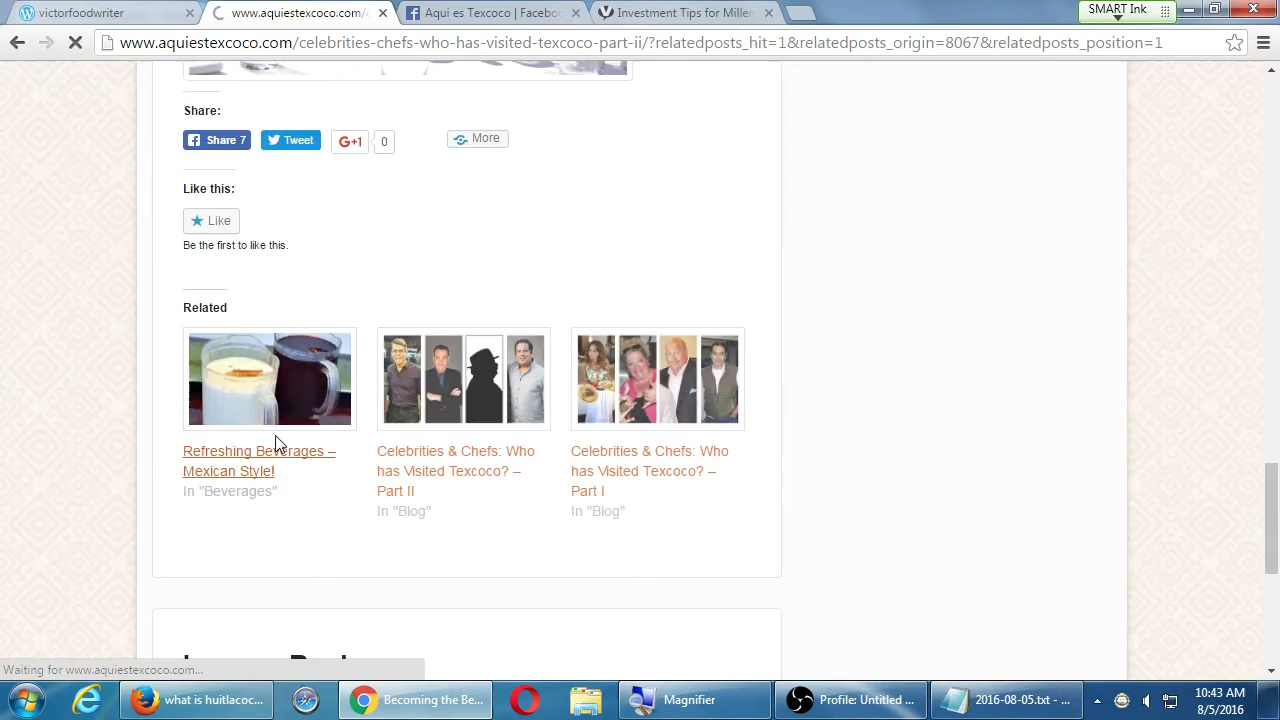 victorfoodwriter
www.aquiestexcoco.com/c
Aqui es Texcoco | Facebo
Investment Tips for Millen
SMART Ink
www.aquiestexcoco.com/celebrities-chefs-who-has-visited-texcoco-part-ii/?relatedposts_hit=1&relatedposts_origin=8067&relatedposts_position=1
Share:
Share 7
Tweet
G+1
0
More
Like this:
Like
Be the first to like this.
Related
Refreshing Beverages –
Mexican Style!
In "Beverages"
Celebrities & Chefs: Who
has Visited Texcoco? –
Part II
In "Blog"
Celebrities & Chefs: Who
has Visited Texcoco? –
Part I
In "Blog"
Waiting for www.aquiestexcoco.com...
what is huitlacoc...
Becoming the Be...
Magnifier
Profile: Untitled ...
2016-08-05.txt - ...
10:43 AM
8/5/2016